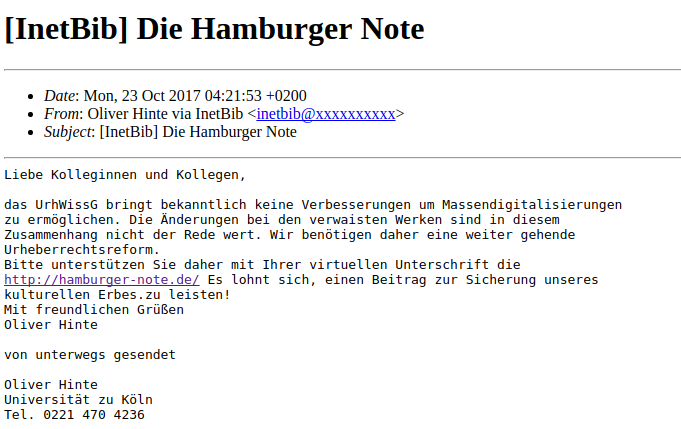 [InetBib] Die Hamburger Note
Date: Mon, 23 Oct 2017 04:21:53 +0200
From: Oliver Hinte via InetBib <inetbib@xxxxxxxxxx>
Subject: [InetBib] Die Hamburger Note
Liebe Kolleginnen und Kollegen,
das UrhWissG bringt bekanntlich keine Verbesserungen um Massendigitalisierungen
zu ermöglichen. Die Änderungen bei den verwaisten Werken sind in diesem
Zusammenhang nicht der Rede wert. Wir benötigen daher eine weiter gehende
Urheberrechtsreform.
Bitte unterstützen Sie daher mit Ihrer virtuellen Unterschrift die
http://hamburger-note.de/ Es lohnt sich, einen Beitrag zur Sicherung unseres
kulturellen Erbes.zu leisten!
Mit freundlichen Grüßen
Oliver Hinte
von unterwegs gesendet
Oliver Hinte
Universität zu Köln
Tel. 0221 470 4236